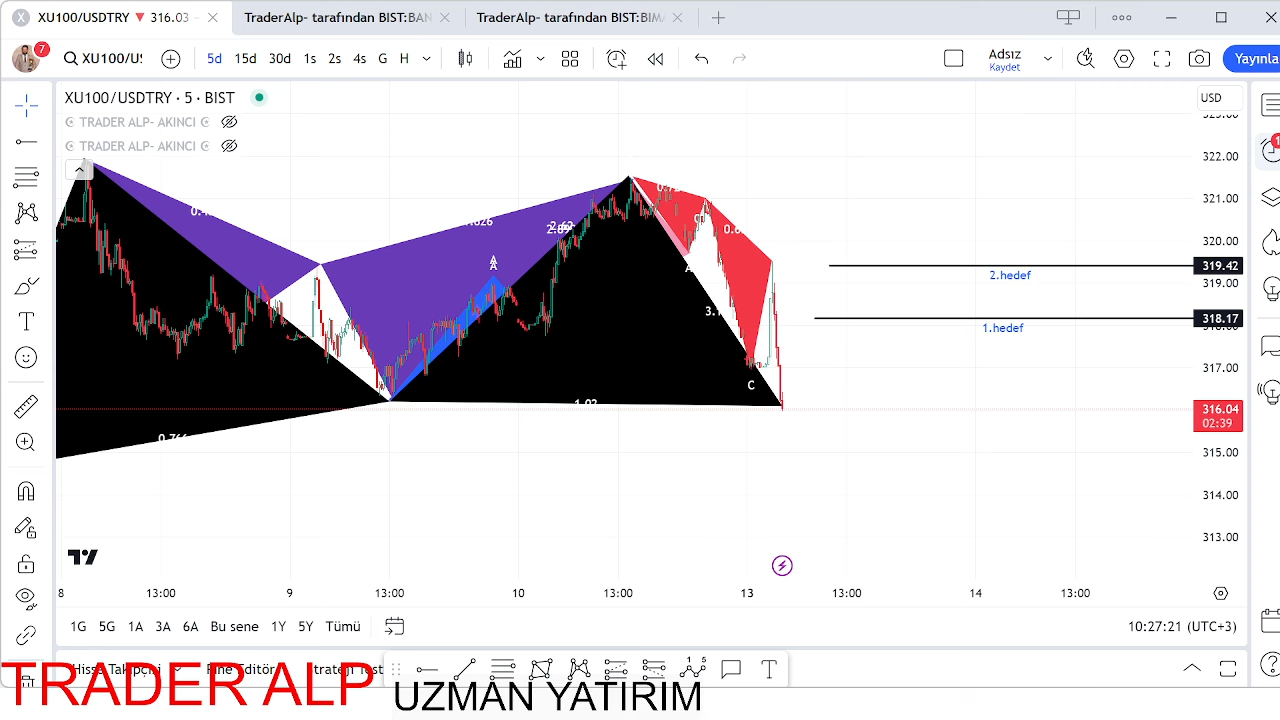 XU100/USDTRY ▼ 316.03
TraderAlp- tarafından BIST:BAN
TraderAlp- tarafından BIST:BIMA
7
XU100/US
5d 15d 30d 1s 2s 4s G H
Adsız
Kaydet
Yayınla
XU100/USDTRY · 5 · BIST
TRADER ALP- AKINCI
TRADER ALP- AKINCI
USD
322.00
321.00
320.00
319.42
319.00
318.17
317.00
316.04
02:39
315.00
314.00
313.00
2.hedef
1.hedef
A
A
C
1.02
8 13:00 9 13:00 10 13:00 13 13:00 14 13:00
1G 5G 1A 3A 6A Bu sene 1Y 5Y Tümü
10:27:21 (UTC+3)
TRADER ALP
UZMAN YATIRIM